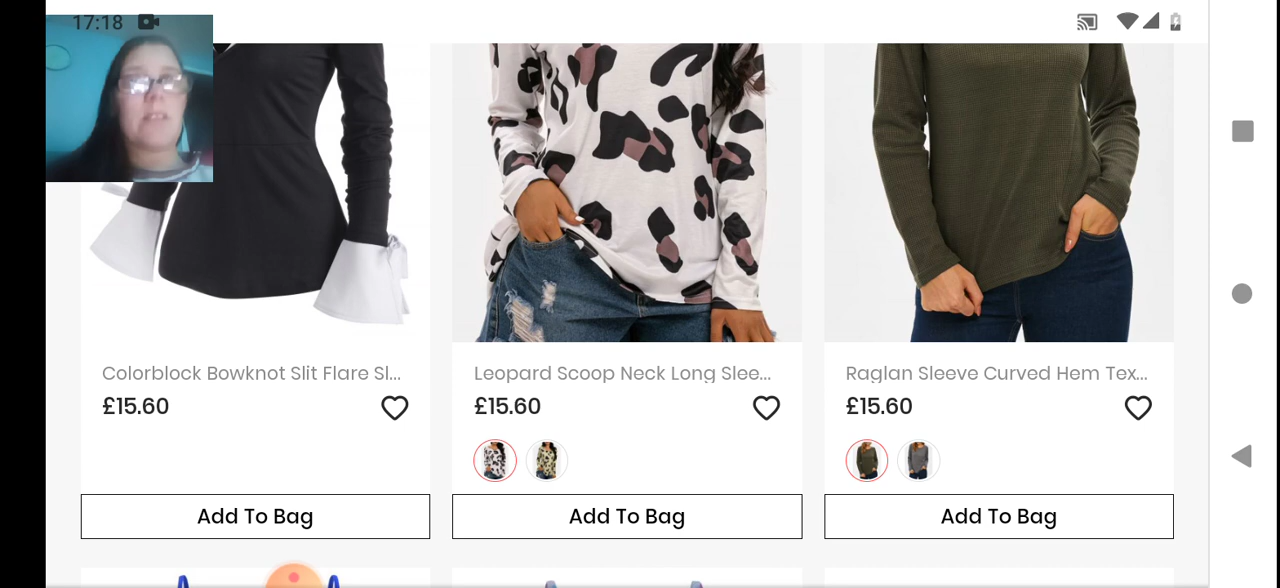 17:18
Colorblock Bowknot Slit Flare Sl...
Leopard Scoop Neck Long Slee...
Raglan Sleeve Curved Hem Tex...
£15.60
£15.60
£15.60
Add To Bag
Add To Bag
Add To Bag